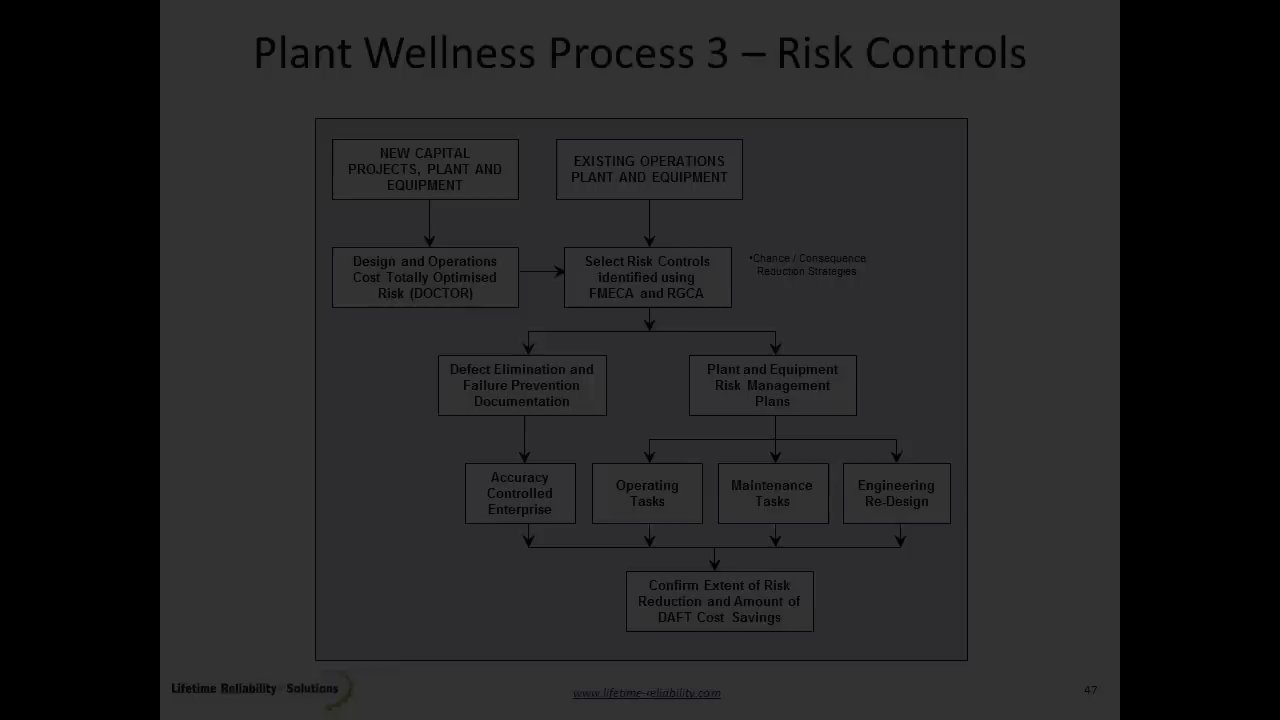 Plant Wellness Process 3 – Risk Controls
NEW CAPITAL
PROJECTS, PLANT AND
EQUIPMENT
EXISTING OPERATIONS
PLANT AND EQUIPMENT
Design and Operations
Cost Totally Optimised
Risk (DOCTOR)
Select Risk Controls
Identified using
FMECA and RGCA
•Chance / Consequence
Reduction Strategies
Defect Elimination and
Failure Prevention
Documentation
Plant and Equipment
Risk Management
Plans
Accuracy
Controlled
Enterprise
Operating
Tasks
Maintenance
Tasks
Engineering
Re-Design
Confirm Extent of Risk
Reduction and Amount of
DAFT Cost Savings
Lifetime Reliability Solutions
www.lifetime-reliability.com
47